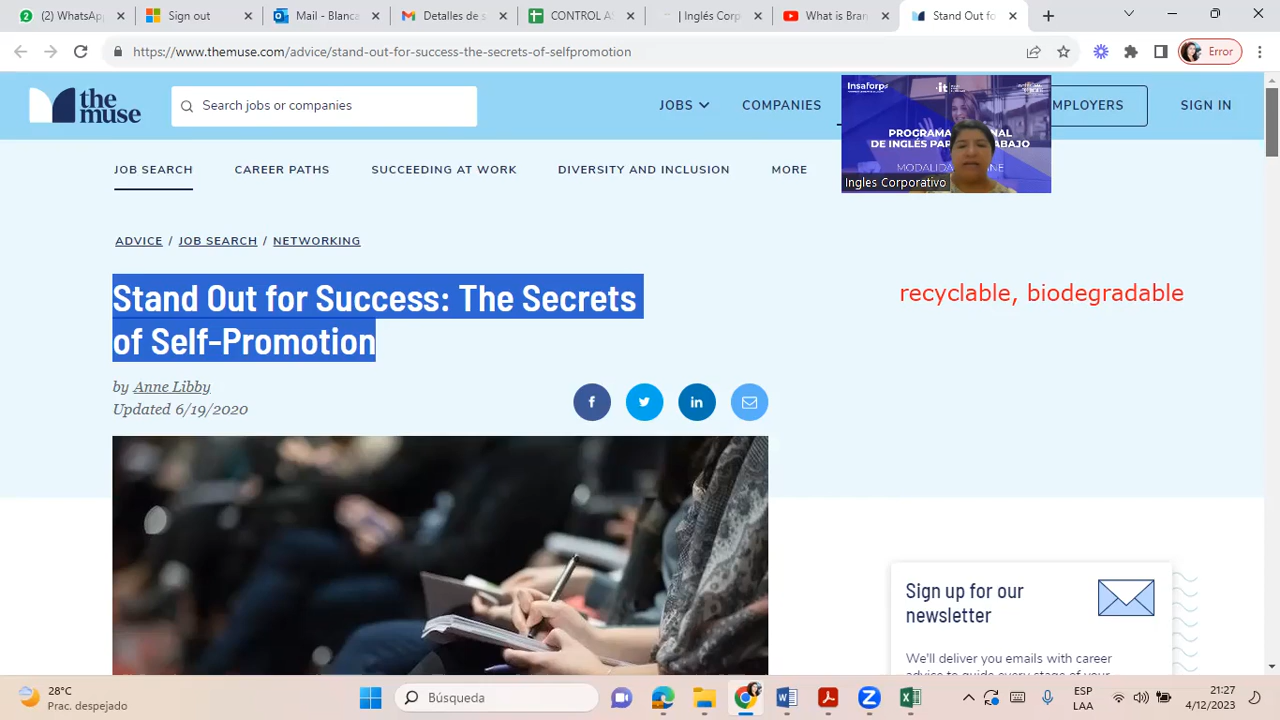 (2) WhatsApp
Sign out
Mail - Blanca
Detalles de s
CONTROL A
| Inglés Corp
What is Bran
Stand Out fo
https://www.themuse.com/advice/stand-out-for-success-the-secrets-of-selfpromotion
Error
the
muse
Search jobs or companies
JOBS
COMPANIES
MPLOYERS
SIGN IN
Insaforp
it
PROGRAMA NAL
DE INGLÉS PAR ABAJO
MODALIDA NE
Ingles Corporativo
JOB SEARCH
CAREER PATHS
SUCCEEDING AT WORK
DIVERSITY AND INCLUSION
MORE
ADVICE / JOB SEARCH / NETWORKING
Stand Out for Success: The Secrets
of Self-Promotion
recyclable, biodegradable
by Anne Libby
Updated 6/19/2020
Sign up for our
newsletter
We'll deliver you emails with career
28°C
Prac. despejado
Búsqueda
ESP
LAA
21:27
4/12/2023